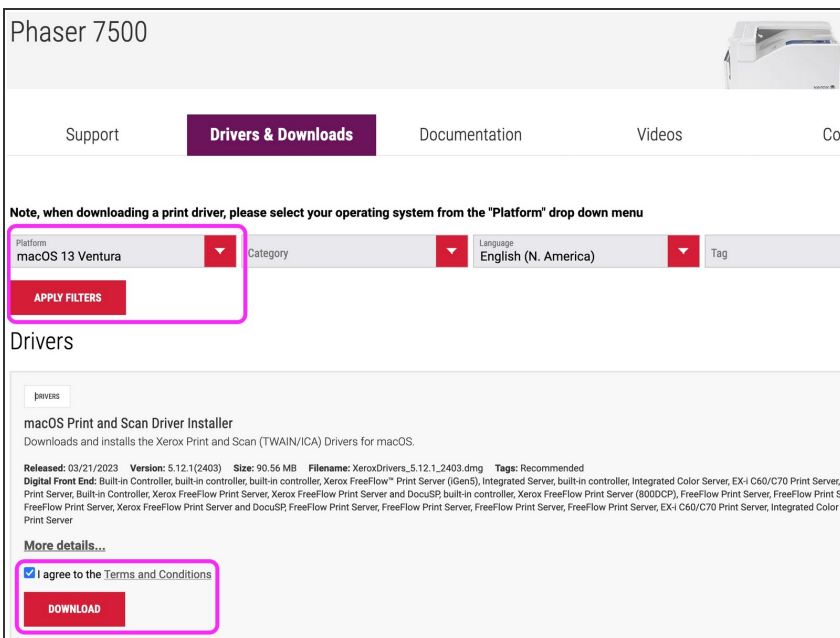 Phaser 7500
Support
Drivers & Downloads
Documentation
Videos
Co
Note, when downloading a print driver, please select your operating system from the "Platform" drop down menu
Platform
macOS 13 Ventura
Category
Language
English (N. America)
Tag
APPLY FILTERS
Drivers
DRIVERS
macOS Print and Scan Driver Installer
Downloads and installs the Xerox Print and Scan (TWAIN/ICA) Drivers for macOS.
Released: 03/21/2023 Version: 5.12.1(2403) Size: 90.56 MB Filename: XeroxDrivers_5.12.1_2403.dmg Tags: Recommended
Digital Front End: Built-in Controller, built-in controller, built-in controller, Xerox FreeFlow™ Print Server (iGen5), Integrated Server, built-in controller, Integrated Color Server, EX-i C60/C70 Print Server,
Print Server, Built-in Controller, Xerox FreeFlow Print Server, Xerox FreeFlow Print Server and DocuSP, built-in controller, Xerox FreeFlow Print Server (800DCP), FreeFlow Print Server, FreeFlow Print S
FreeFlow Print Server, Xerox FreeFlow Print Server and DocuSP, FreeFlow Print Server, FreeFlow Print Server, FreeFlow Print Server, FreeFlow Print Server, EX-i C60/C70 Print Server, Integrated Color
Print Server
More details...
I agree to the Terms and Conditions
DOWNLOAD